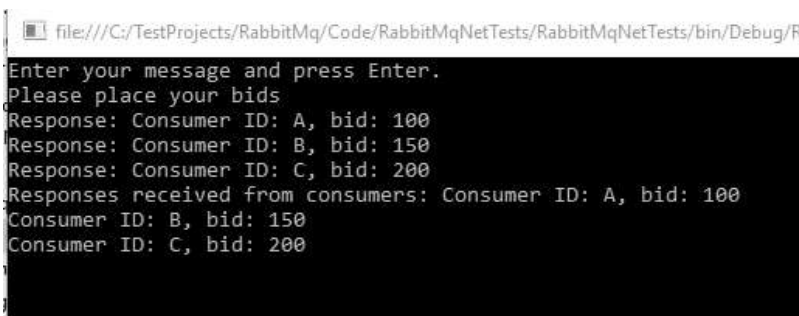 file:///C:/TestProjects/RabbitMq/Code/RabbitMqNetTests/RabbitMqNetTests/bin/Debug/R
Enter your message and press Enter.
Please place your bids
Response: Consumer ID: A, bid: 100
Response: Consumer ID: B, bid: 150
Response: Consumer ID: C, bid: 200
Responses received from consumers: Consumer ID: A, bid: 100
Consumer ID: B, bid: 150
Consumer ID: C, bid: 200